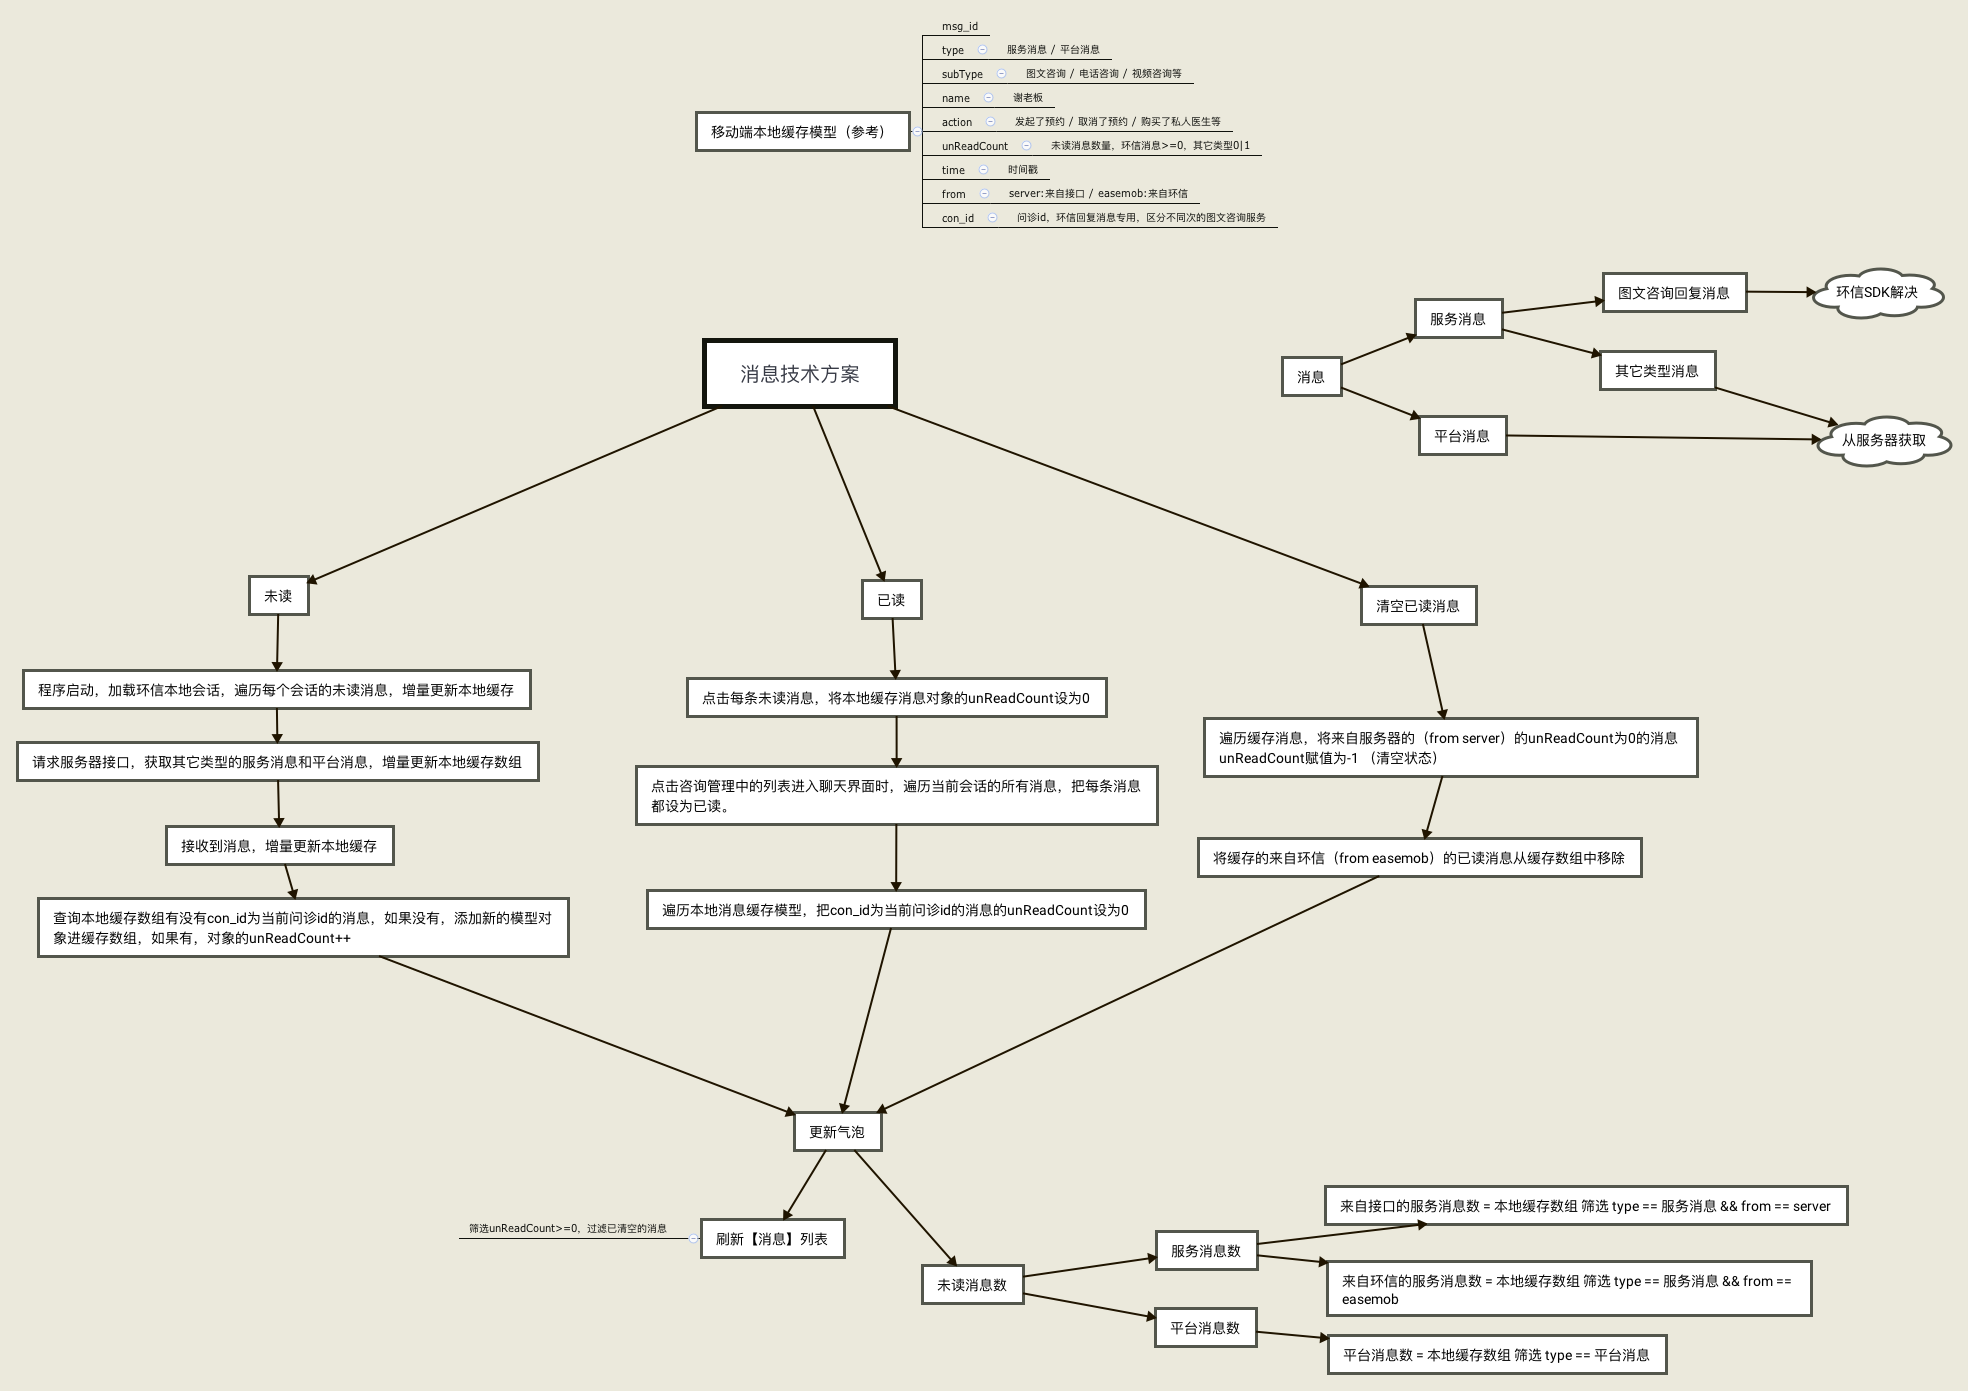 msg_id
type 服务消息 / 平台消息
subType 图文咨询 / 电话咨询 / 视频咨询等
name 谢老板
移动端本地缓存模型（参考）
action 发起了预约 / 取消了预约 / 购买了私人医生等
unReadCount 未读消息数量，环信消息>=0，其它类型0|1
time 时间戳
from server:来自接口 / easemob:来自环信
con_id 问诊id，环信回复消息专用，区分不同次的图文咨询服务
消息
服务消息
图文咨询回复消息
环信SDK解决
其它类型消息
平台消息
从服务器获取
消息技术方案
未读
程序启动，加载环信本地会话，遍历每个会话的未读消息，增量更新本地缓存
请求服务器接口，获取其它类型的服务消息和平台消息，增量更新本地缓存数组
接收到消息，增量更新本地缓存
查询本地缓存数组有没有con_id为当前问诊id的消息，如果没有，添加新的模型对
象进缓存数组，如果有，对象的unReadCount++
已读
点击每条未读消息，将本地缓存消息对象的unReadCount设为0
点击咨询管理中的列表进入聊天界面时，遍历当前会话的所有消息，把每条消息
都设为已读。
遍历本地消息缓存模型，把con_id为当前问诊id的消息的unReadCount设为0
清空已读消息
遍历缓存消息，将来自服务器的（from server）的unReadCount为0的消息
unReadCount赋值为-1 （清空状态）
将缓存的来自环信（from easemob）的已读消息从缓存数组中移除
更新气泡
筛选unReadCount>=0，过滤已清空的消息
刷新【消息】列表
未读消息数
服务消息数
来自接口的服务消息数 = 本地缓存数组 筛选 type == 服务消息 && from == server
来自环信的服务消息数 = 本地缓存数组 筛选 type == 服务消息 && from ==
easemob
平台消息数
平台消息数 = 本地缓存数组 筛选 type == 平台消息